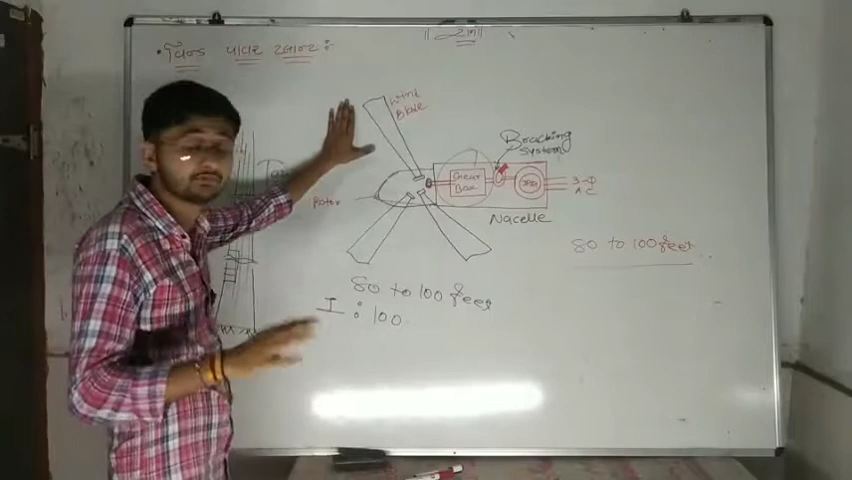 ॥ રામ ॥
• વિન્ડ પાવર પ્લાન્ટ :
Wind
Blade
Breaking
System
Gear
Box
3-Φ
AC
Rotor
Nacelle
80 to 100 feet
80 to 100 feet
I : 100